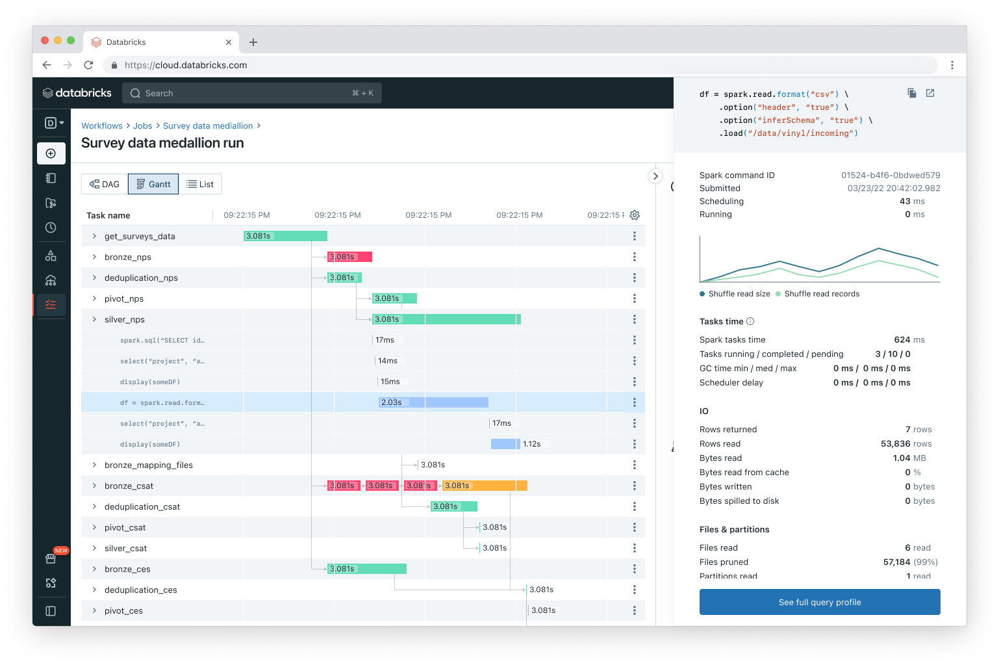 Databricks
https://cloud.databricks.com
databricks
Search
⌘ + K
D
Workflows > Jobs > Survey data mediallion >
Survey data medallion run
DAG
Gantt
List
Task name
09:22:15 PM
09:22:15 PM
09:22:15 PM
09:22:15 PM
09:22:15
get_surveys_data
3.081s
bronze_nps
3.081s
deduplication_nps
3.081s
pivot_nps
3.081s
silver_nps
3.081s
spark.sql(“SELECT id…
17ms
select(“project”, “a…
14ms
display(someDF)
15ms
df = spark.read.form…
2.03s
select(“project”, “a…
17ms
display(someDF)
1.12s
bronze_mapping_files
3.081s
bronze_csat
3.081s 3.081s 3.081s 3.081s
deduplication_csat
3.081s
pivot_csat
3.081s
silver_csat
3.081s
bronze_ces
3.081s
deduplication_ces
3.081s
pivot_ces
3.081s
NEW
df = spark.read.format(“csv”) \
.option(“header”, “true”) \
.option(“inferSchema”, “true”) \
.load(“/data/vinyl/incoming”)
Spark command ID 01524-b4f6-0bdwed579
Submitted 03/23/22 20:42:02.982
Scheduling 43 ms
Running 0 ms
Shuffle read size Shuffle read records
Tasks time
Spark tasks time 624 ms
Tasks running / completed / pending 3 / 10 / 0
GC time min / med / max 0 ms / 0 ms / 0 ms
Scheduler delay 0 ms / 0 ms / 0 ms
IO
Rows returned 7 rows
Rows read 53,836 rows
Bytes read 1.04 MB
Bytes read from cache 0 %
Bytes written 0 bytes
Bytes spilled to disk 0 bytes
Files & partitions
Files read 6 read
Files pruned 57,184 (99%)
Partitions read 1 read
See full query profile